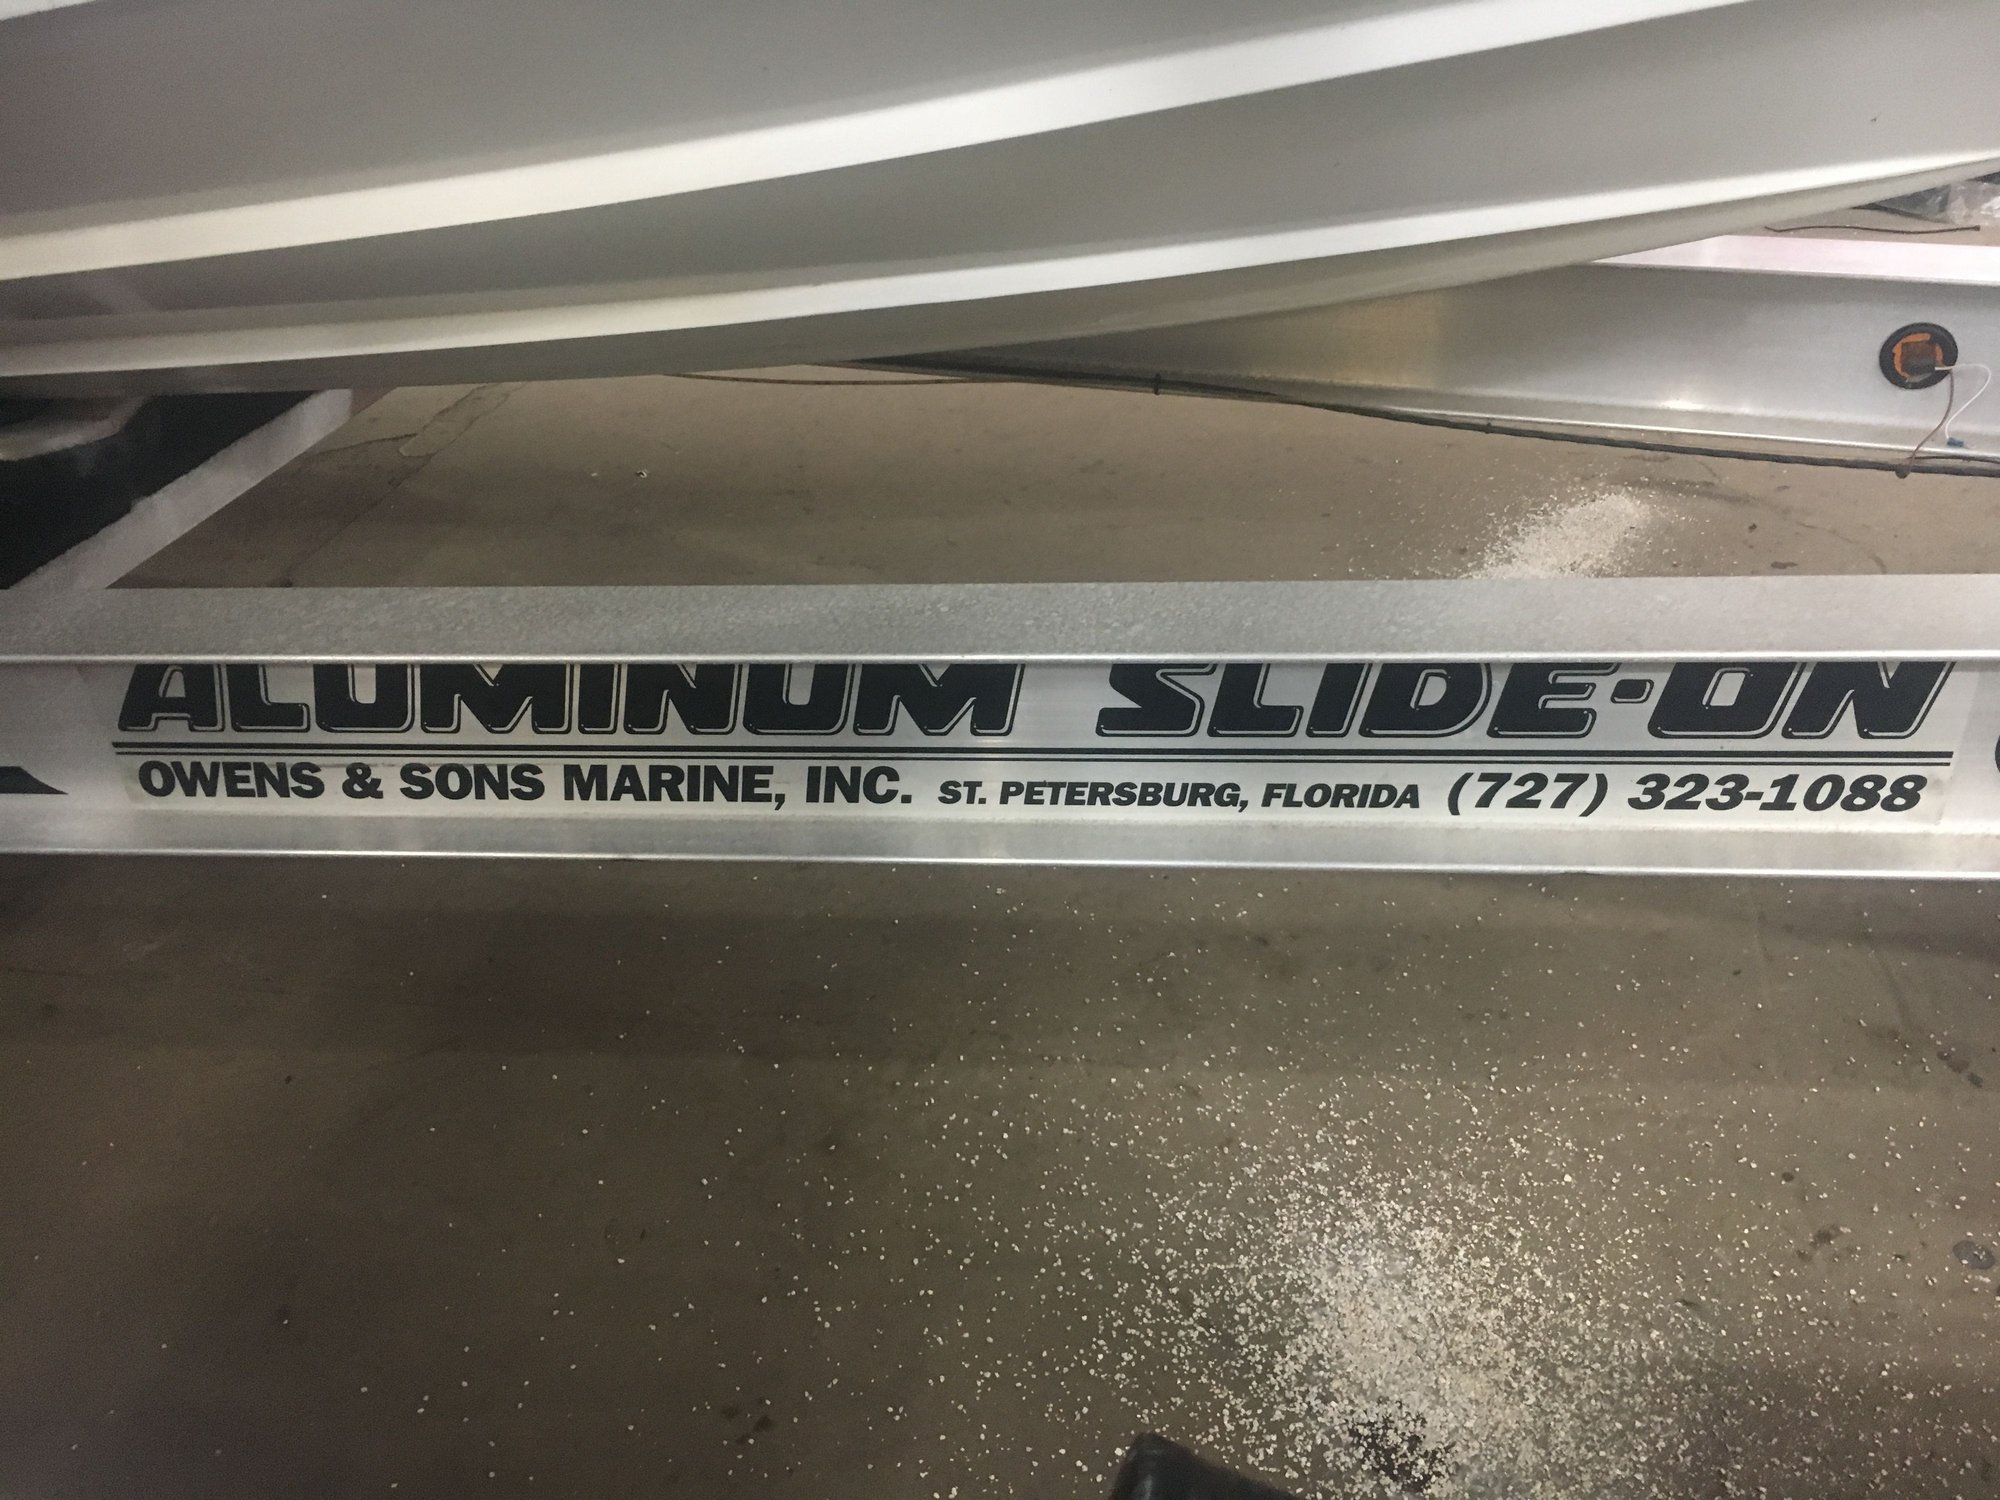 ALUMINUM SLIDE-ON
OWENS & SONS MARINE, INC. ST. PETERSBURG, FLORIDA (727) 323-1088